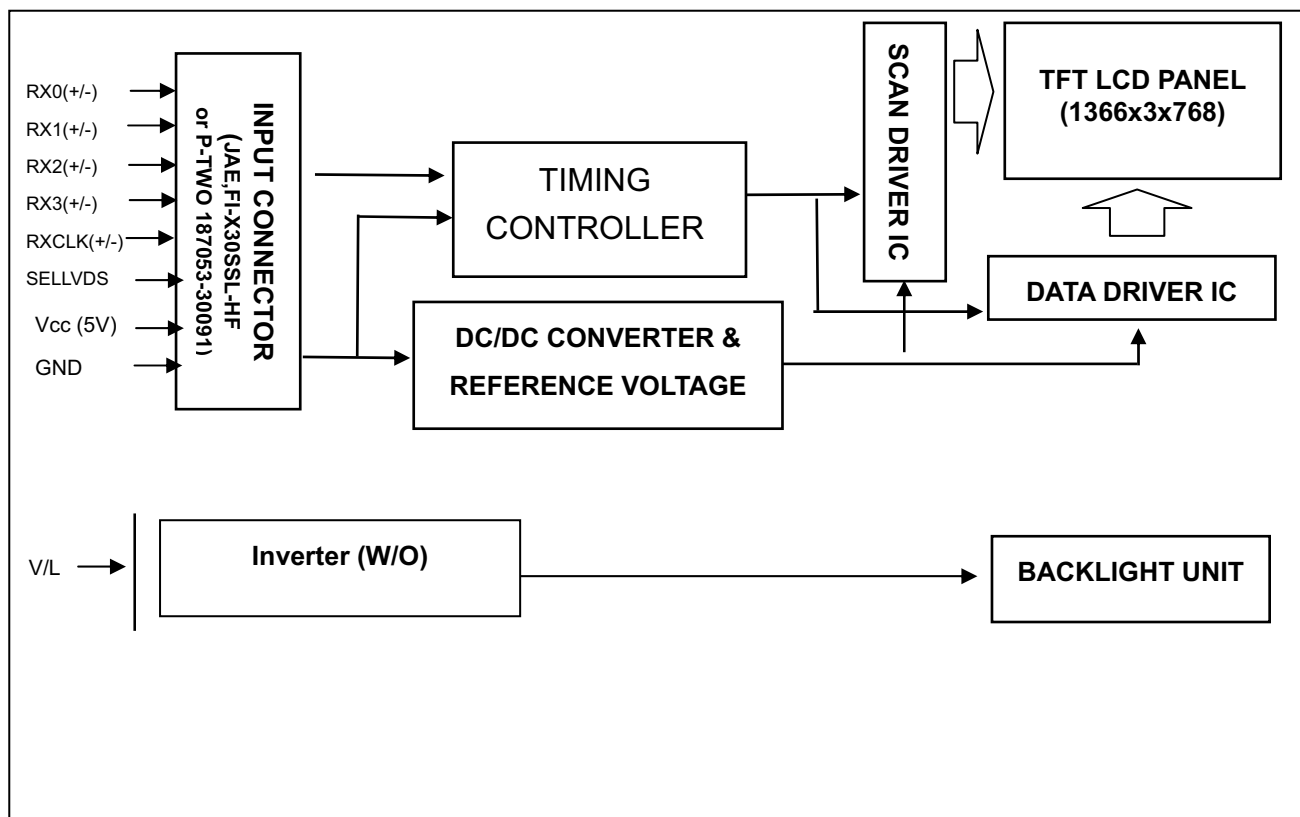 RX0(+/-)
RX1(+/-)
RX2(+/-)
RX3(+/-)
RXCLK(+/-)
SELLVDS
Vcc (5V)
GND
INPUT CONNECTOR
(JAE,FI-X30SSL-HF
or P-TWO 187053-30091)
TIMING
CONTROLLER
DC/DC CONVERTER &
REFERENCE VOLTAGE
SCAN DRIVER IC
TFT LCD PANEL
(1366x3x768)
DATA DRIVER IC
V/L
Inverter (W/O)
BACKLIGHT UNIT